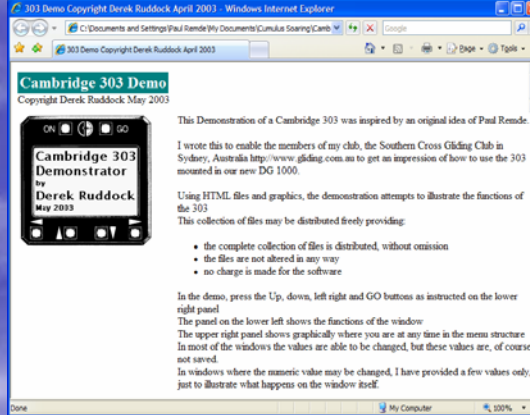 303 Demo Copyright Derek Ruddock April 2003 - Windows Internet Explorer
C:\Documents and Settings\Paul Remde\My Documents\Cumulus Soaring\Camb
Google
303 Demo Copyright Derek Ruddock April 2003
Page
Tools
Cambridge 303 Demo
Copyright Derek Ruddock May 2003
ON
GO
Cambridge 303
Demonstrator
by
Derek Ruddock
May 2003
This Demonstration of a Cambridge 303 was inspired by an original idea of Paul Remde.
I wrote this to enable the members of my club, the Southern Cross Gliding Club in
Sydney, Australia http://www.gliding.com.au to get an impression of how to use the 303
mounted in our new DG 1000.
Using HTML files and graphics, the demonstration attempts to illustrate the functions of
the 303
This collection of files may be distributed freely providing:
the complete collection of files is distributed, without omission
the files are not altered in any way
no charge is made for the software
In the demo, press the Up, down, left right and GO buttons as instructed on the lower
right panel
The panel on the lower left shows the functions of the window
The upper right panel shows graphically where you are at any time in the menu structure
In most of the windows the values are able to be changed, but these values are, of course
not saved.
In windows where the numeric value may be changed, I have provided a few values only,
just to illustrate what happens on the window itself.
Done
My Computer
100%